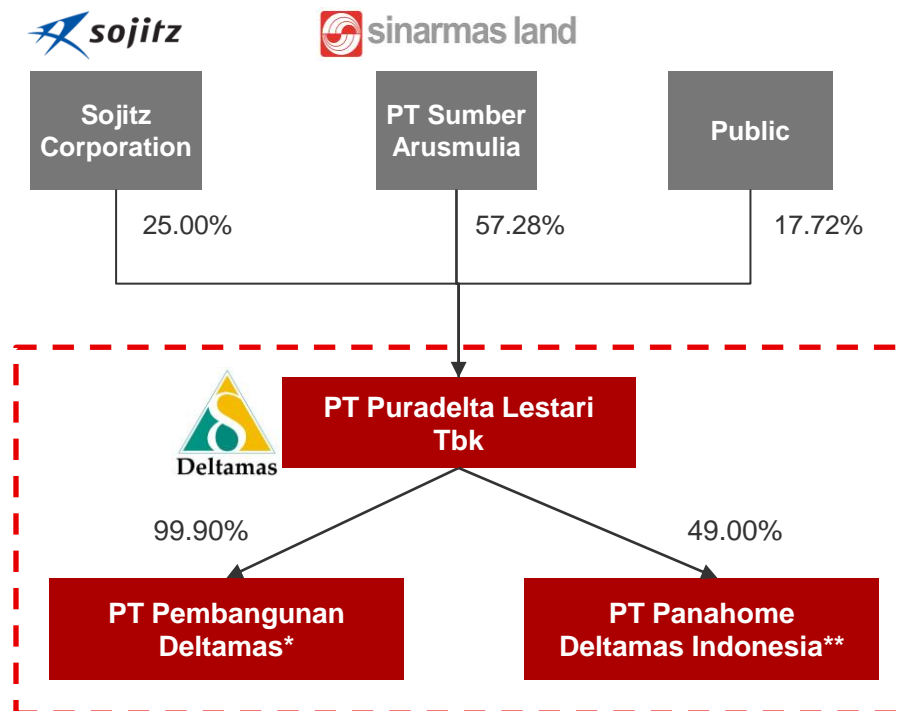 sojitz
sinarmas land
Sojitz
Corporation
PT Sumber
Arusmulia
Public
25.00%
57.28%
17.72%
PT Puradelta Lestari
Tbk
Deltamas
99.90%
49.00%
PT Pembangunan
Deltamas*
PT Panahome
Deltamas Indonesia**